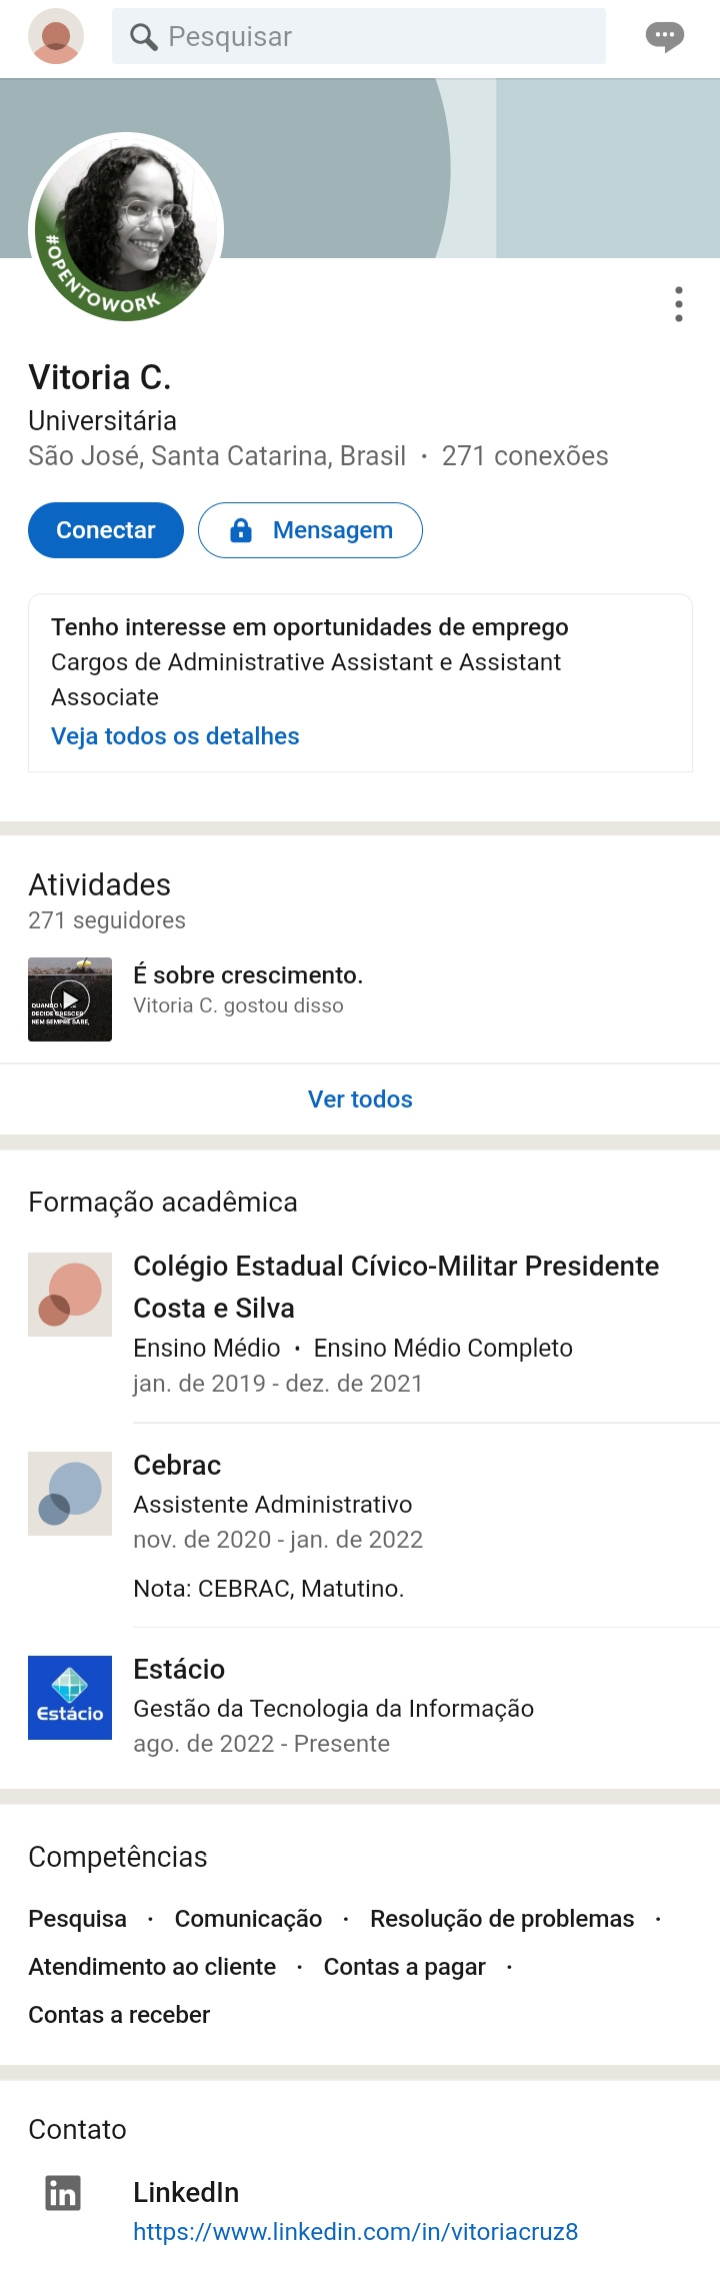 Pesquisar
#OPENTOWORK
Vitoria C.
Universitária
São José, Santa Catarina, Brasil · 271 conexões
Conectar
Mensagem
Tenho interesse em oportunidades de emprego
Cargos de Administrative Assistant e Assistant
Associate
Veja todos os detalhes
Atividades
271 seguidores
QUANDO
DECIDE CRESCER
NEM SEMPRE SABE,
É sobre crescimento.
Vitoria C. gostou disso
Ver todos
Formação acadêmica
Colégio Estadual Cívico-Militar Presidente
Costa e Silva
Ensino Médio · Ensino Médio Completo
jan. de 2019 - dez. de 2021
Cebrac
Assistente Administrativo
nov. de 2020 - jan. de 2022
Nota: CEBRAC, Matutino.
Estácio
Estácio
Gestão da Tecnologia da Informação
ago. de 2022 - Presente
Competências
Pesquisa · Comunicação · Resolução de problemas ·
Atendimento ao cliente · Contas a pagar ·
Contas a receber
Contato
in
LinkedIn
https://www.linkedin.com/in/vitoriacruz8